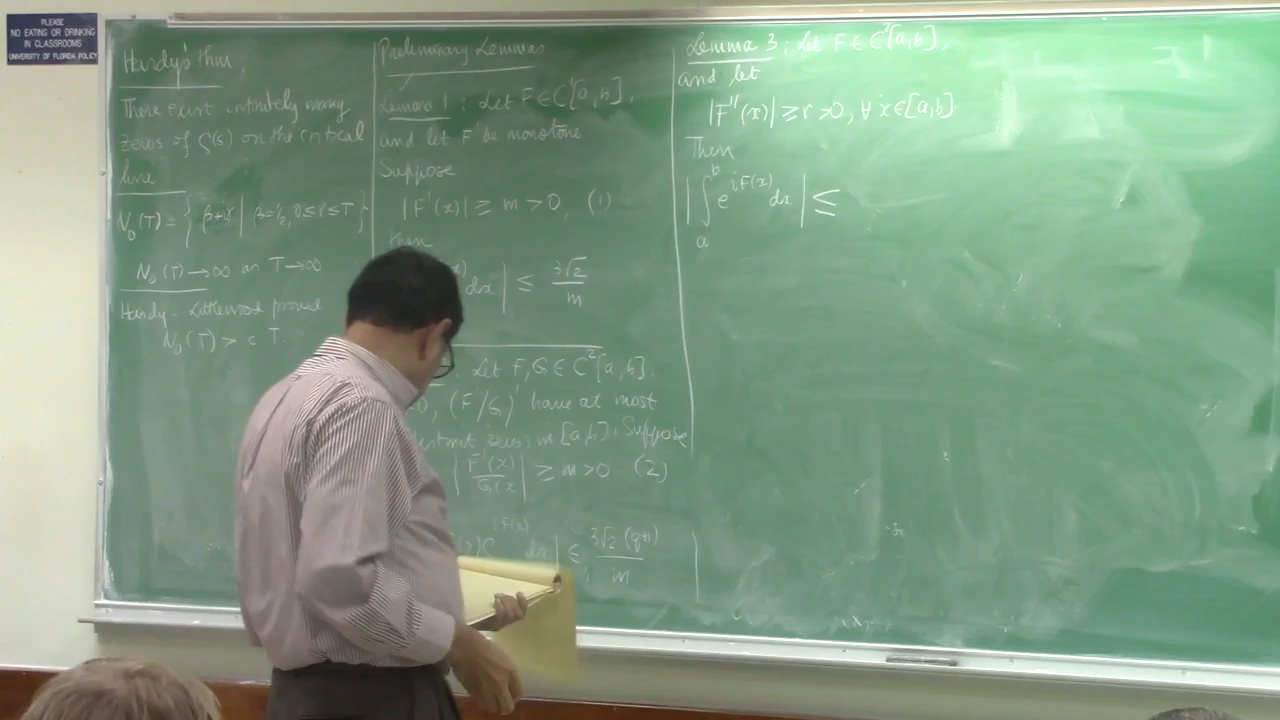 PLEASE
NO EATING OR DRINKING
IN CLASSROOMS
UNIVERSITY OF FLORIDA POLICY
Hardy's thm,
There exist infinitely many
zeros of ζ(s) on the critical
line
N₀(T) = { β+iγ | β=½, 0≤γ≤T }
N₀(T) → ∞ as T → ∞
Hardy - Littlewood proved
N₀(T) > c T.
Preliminary Lemmas
Lemma 1 : Let F ∈ C¹[a,b],
and let F' be monotone
Suppose
|F'(x)| ≥ m > 0, (1)
then
dx | ≤ 3√2/m
Let F, G ∈ C²[a,b].
(F'/G)' have at most
zeros in [a,b]. Suppose
|F'(x)/G(x| ≥ m > 0 (2)
iF(x) dx | ≤ 3√2 (q+1)/m
Lemma 3 : Let F ∈ C²[a,b],
and let
|F''(x)| ≥ r > 0, ∀ x ∈ [a,b].
Then
|∫ₐᵇ e^{iF(x)} dx| ≤